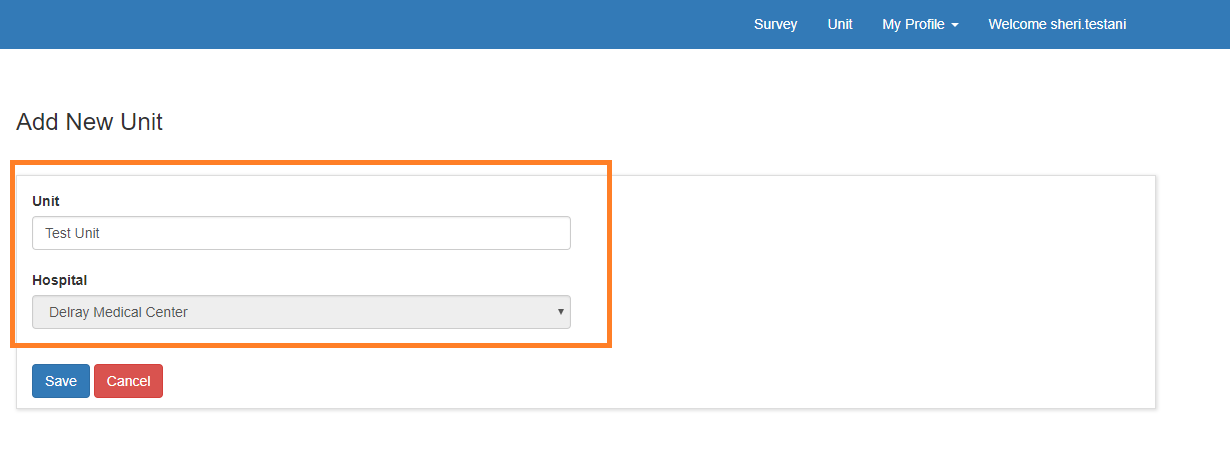 Survey Unit My Profile Welcome sheri.testani
Add New Unit
Unit
Test Unit
Hospital
Delray Medical Center
Save Cancel